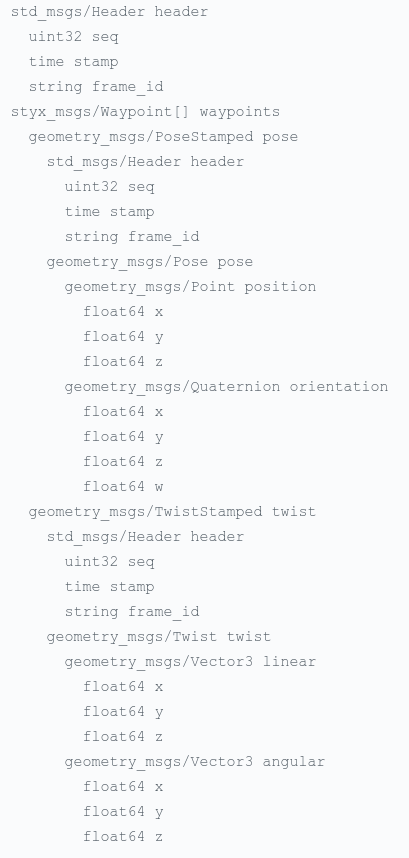 std_msgs/Header header
  uint32 seq
  time stamp
  string frame_id
styx_msgs/Waypoint[] waypoints
  geometry_msgs/PoseStamped pose
    std_msgs/Header header
      uint32 seq
      time stamp
      string frame_id
    geometry_msgs/Pose pose
      geometry_msgs/Point position
        float64 x
        float64 y
        float64 z
      geometry_msgs/Quaternion orientation
        float64 x
        float64 y
        float64 z
        float64 w
  geometry_msgs/TwistStamped twist
    std_msgs/Header header
      uint32 seq
      time stamp
      string frame_id
    geometry_msgs/Twist twist
      geometry_msgs/Vector3 linear
        float64 x
        float64 y
        float64 z
      geometry_msgs/Vector3 angular
        float64 x
        float64 y
        float64 z